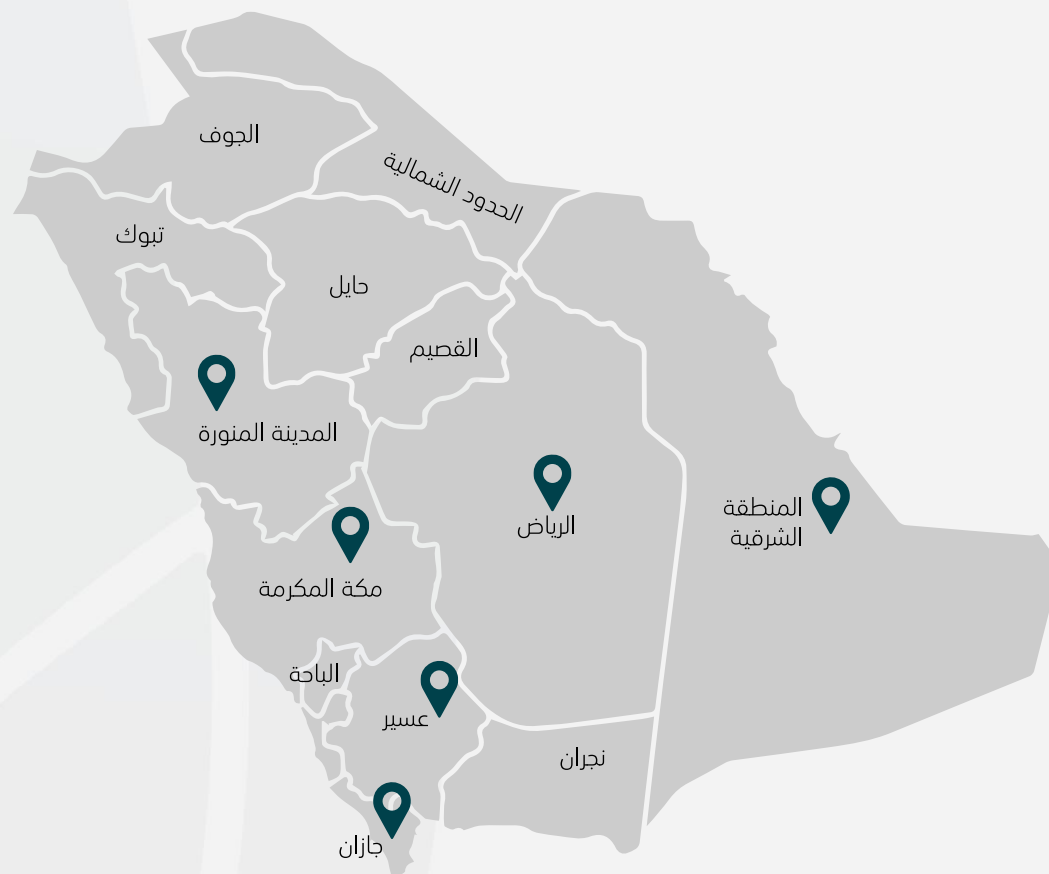 الجوف
الحدود الشمالية
تبوك
حايل
القصيم
المدينة المنورة
المنطقة
الشرقية
الرياض
مكة المكرمة
الباحة
عسير
نجران
جازان